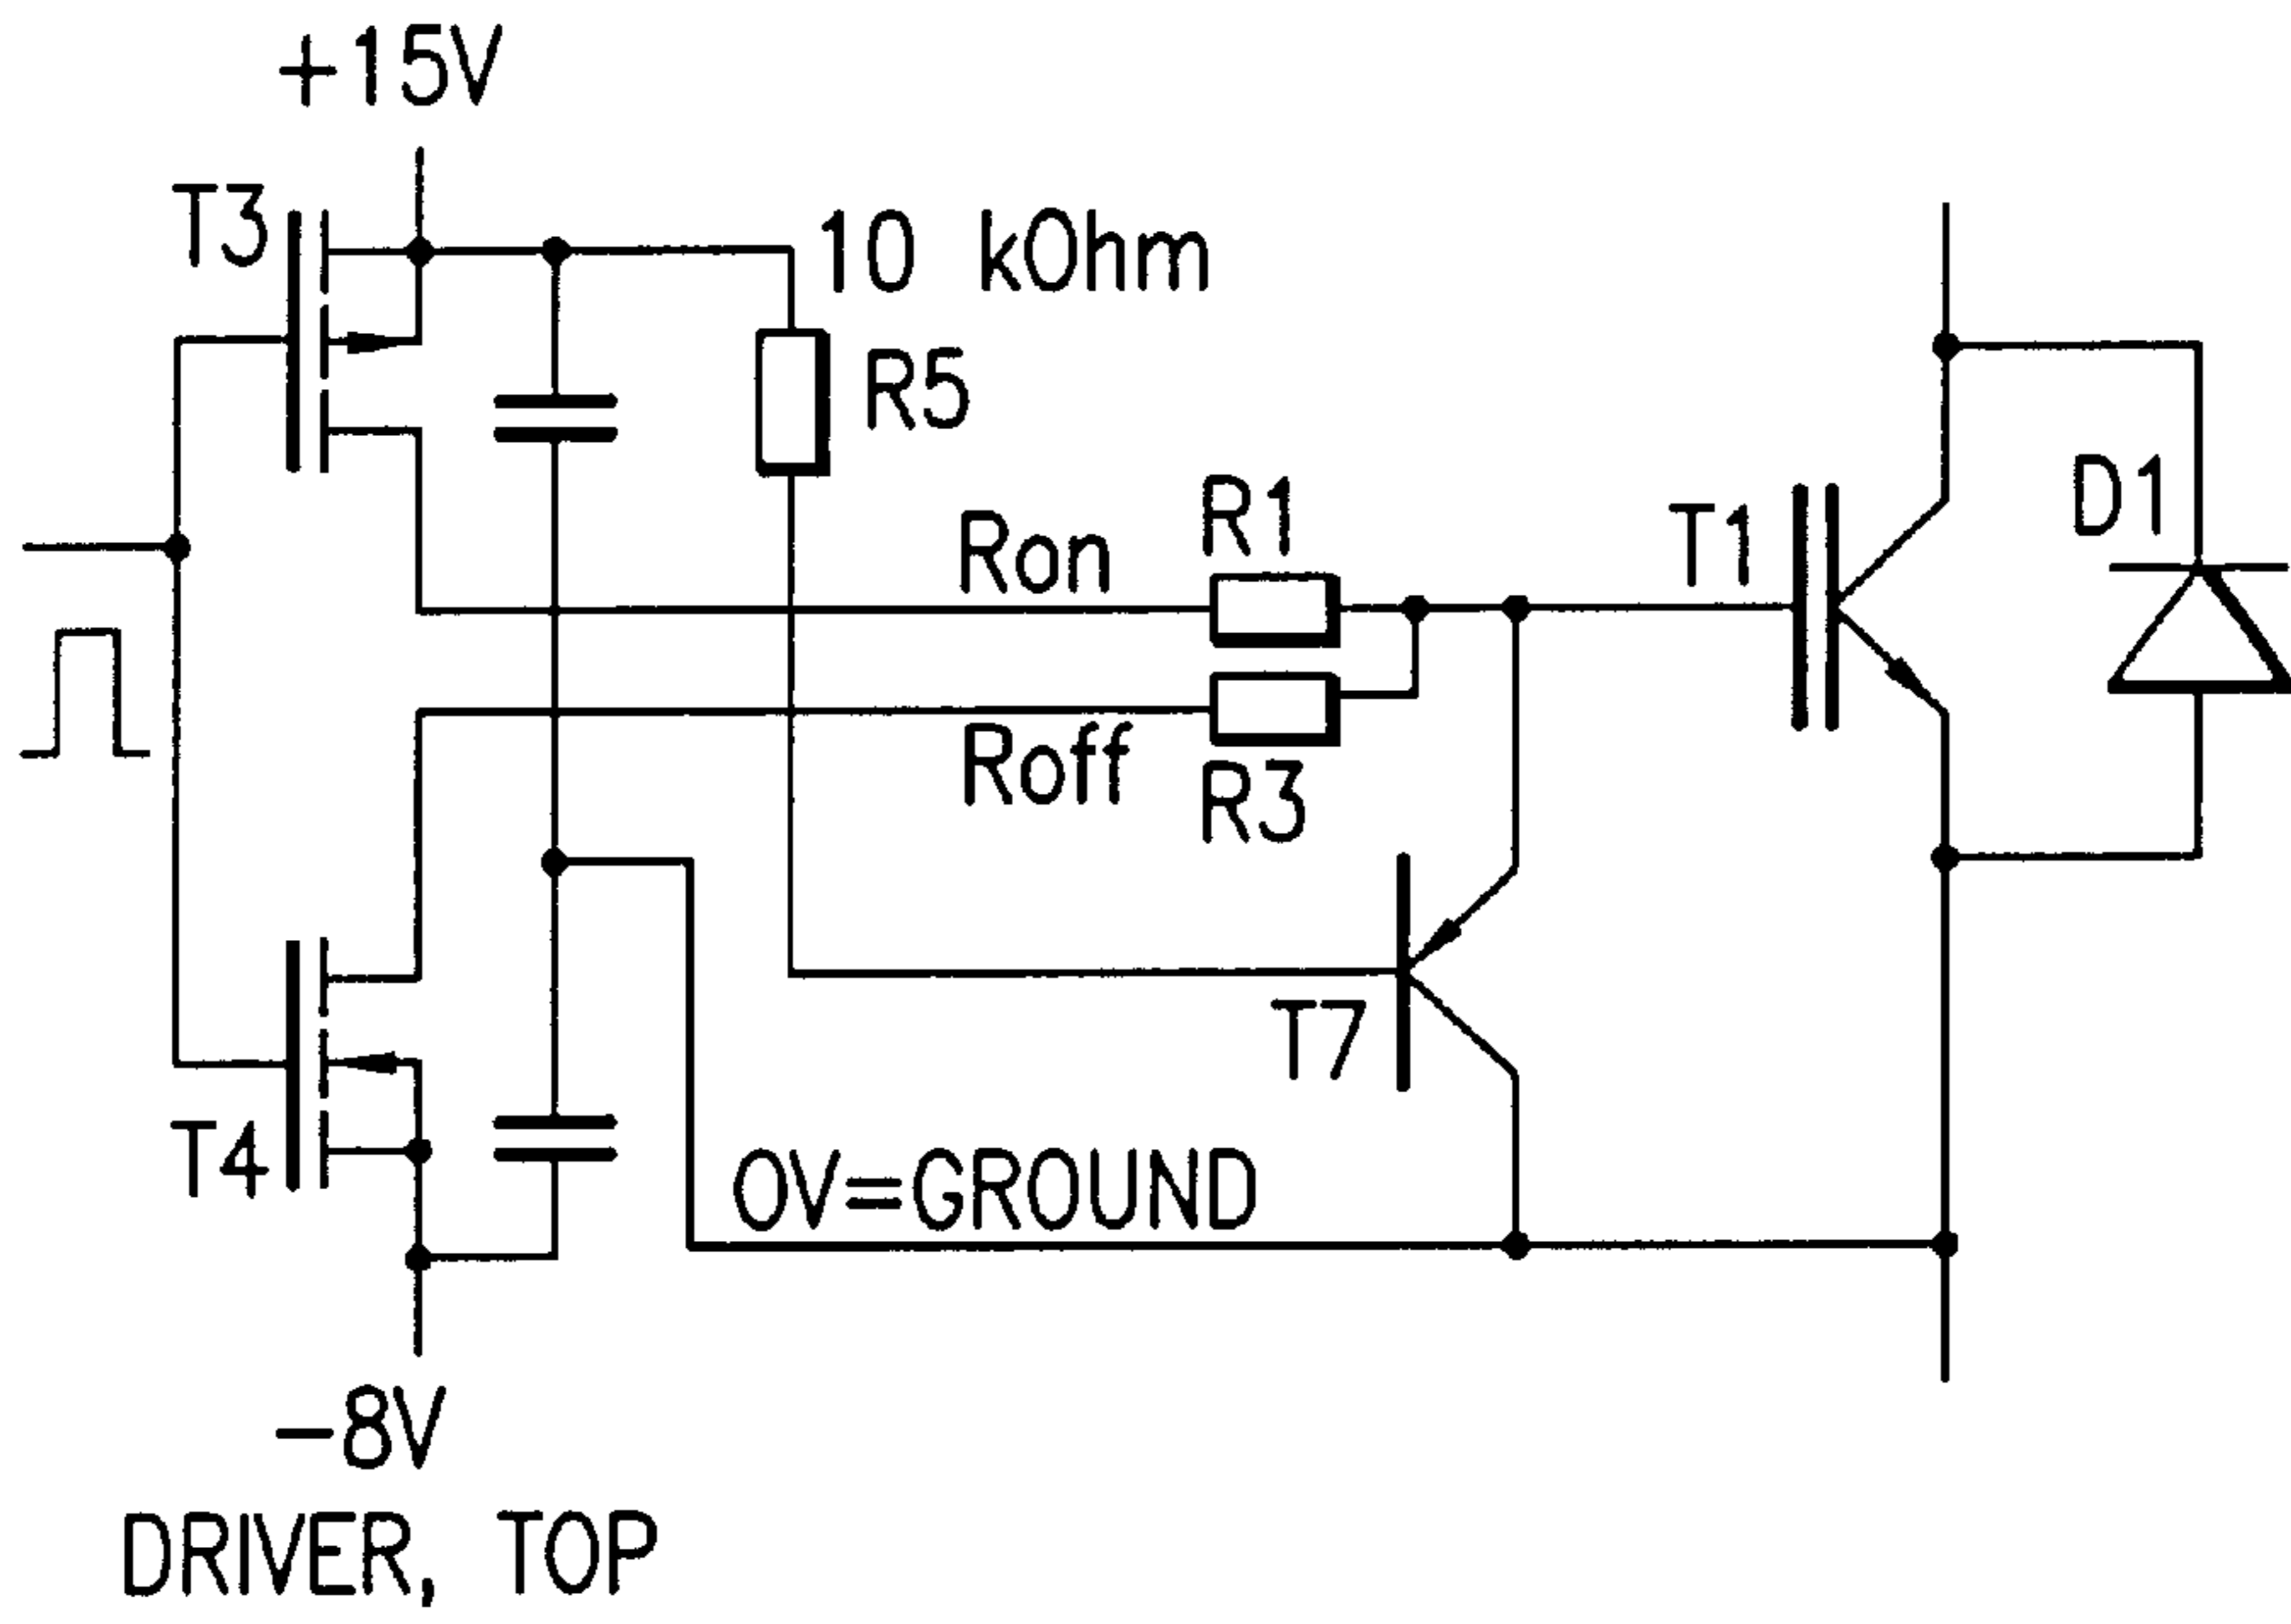 +15V
T3
10 kOhm
R5
R1
Ron
T1
D1
Roff
R3
T7
T4
0V=GROUND
-8V
DRIVER, TOP